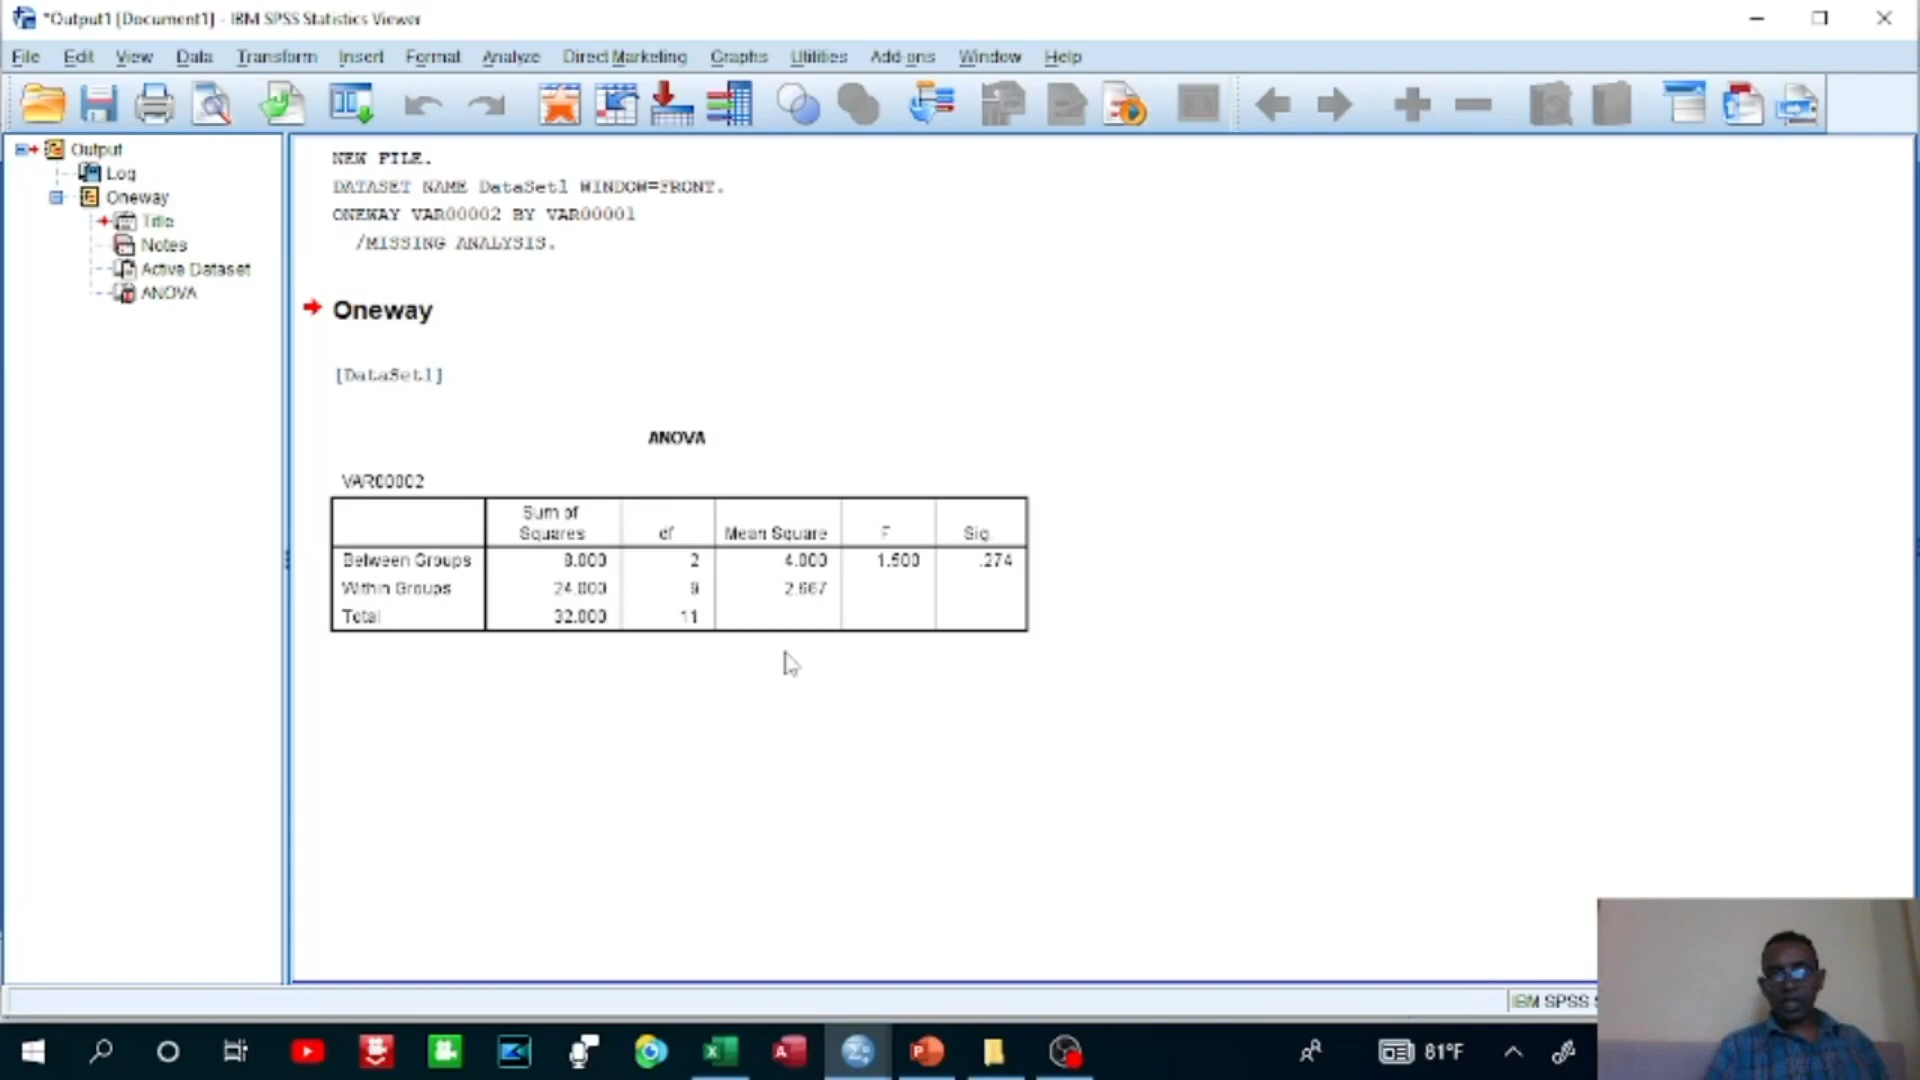 *Output1 [Document1] - IBM SPSS Statistics Viewer
File Edit View Data Transform Insert Format Analyze Direct Marketing Graphs Utilities Add-ons Window Help
Output
Log
Oneway
Title
Notes
Active Dataset
ANOVA
NEW FILE.
DATASET NAME DataSet1 WINDOW=FRONT.
ONEWAY VAR00002 BY VAR00001
/MISSING ANALYSIS.
Oneway
[DataSet1]
ANOVA
VAR00002
Sum of Squares df Mean Square F Sig.
Between Groups 8.000 2 4.000 1.500 .274
Within Groups 24.000 9 2.667
Total 32.000 11
IBM SPSS S
81°F